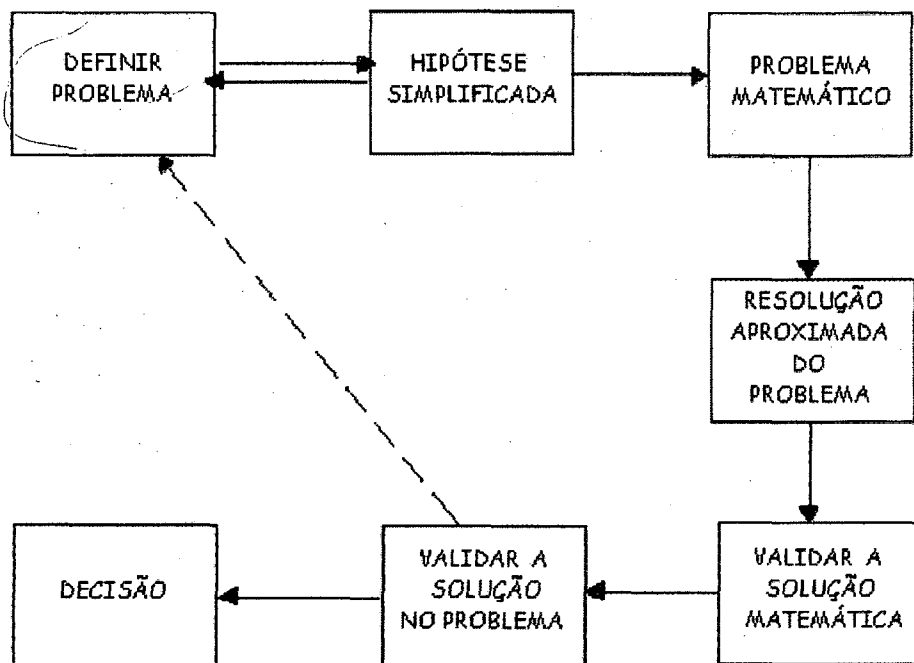 DEFINIR
PROBLEMA
HIPÓTESE
SIMPLIFICADA
PROBLEMA
MATEMÁTICO
RESOLUÇÃO
APROXIMADA
DO
PROBLEMA
VALIDAR A
SOLUÇÃO
MATEMÁTICA
VALIDAR A
SOLUÇÃO
NO PROBLEMA
DECISÃO